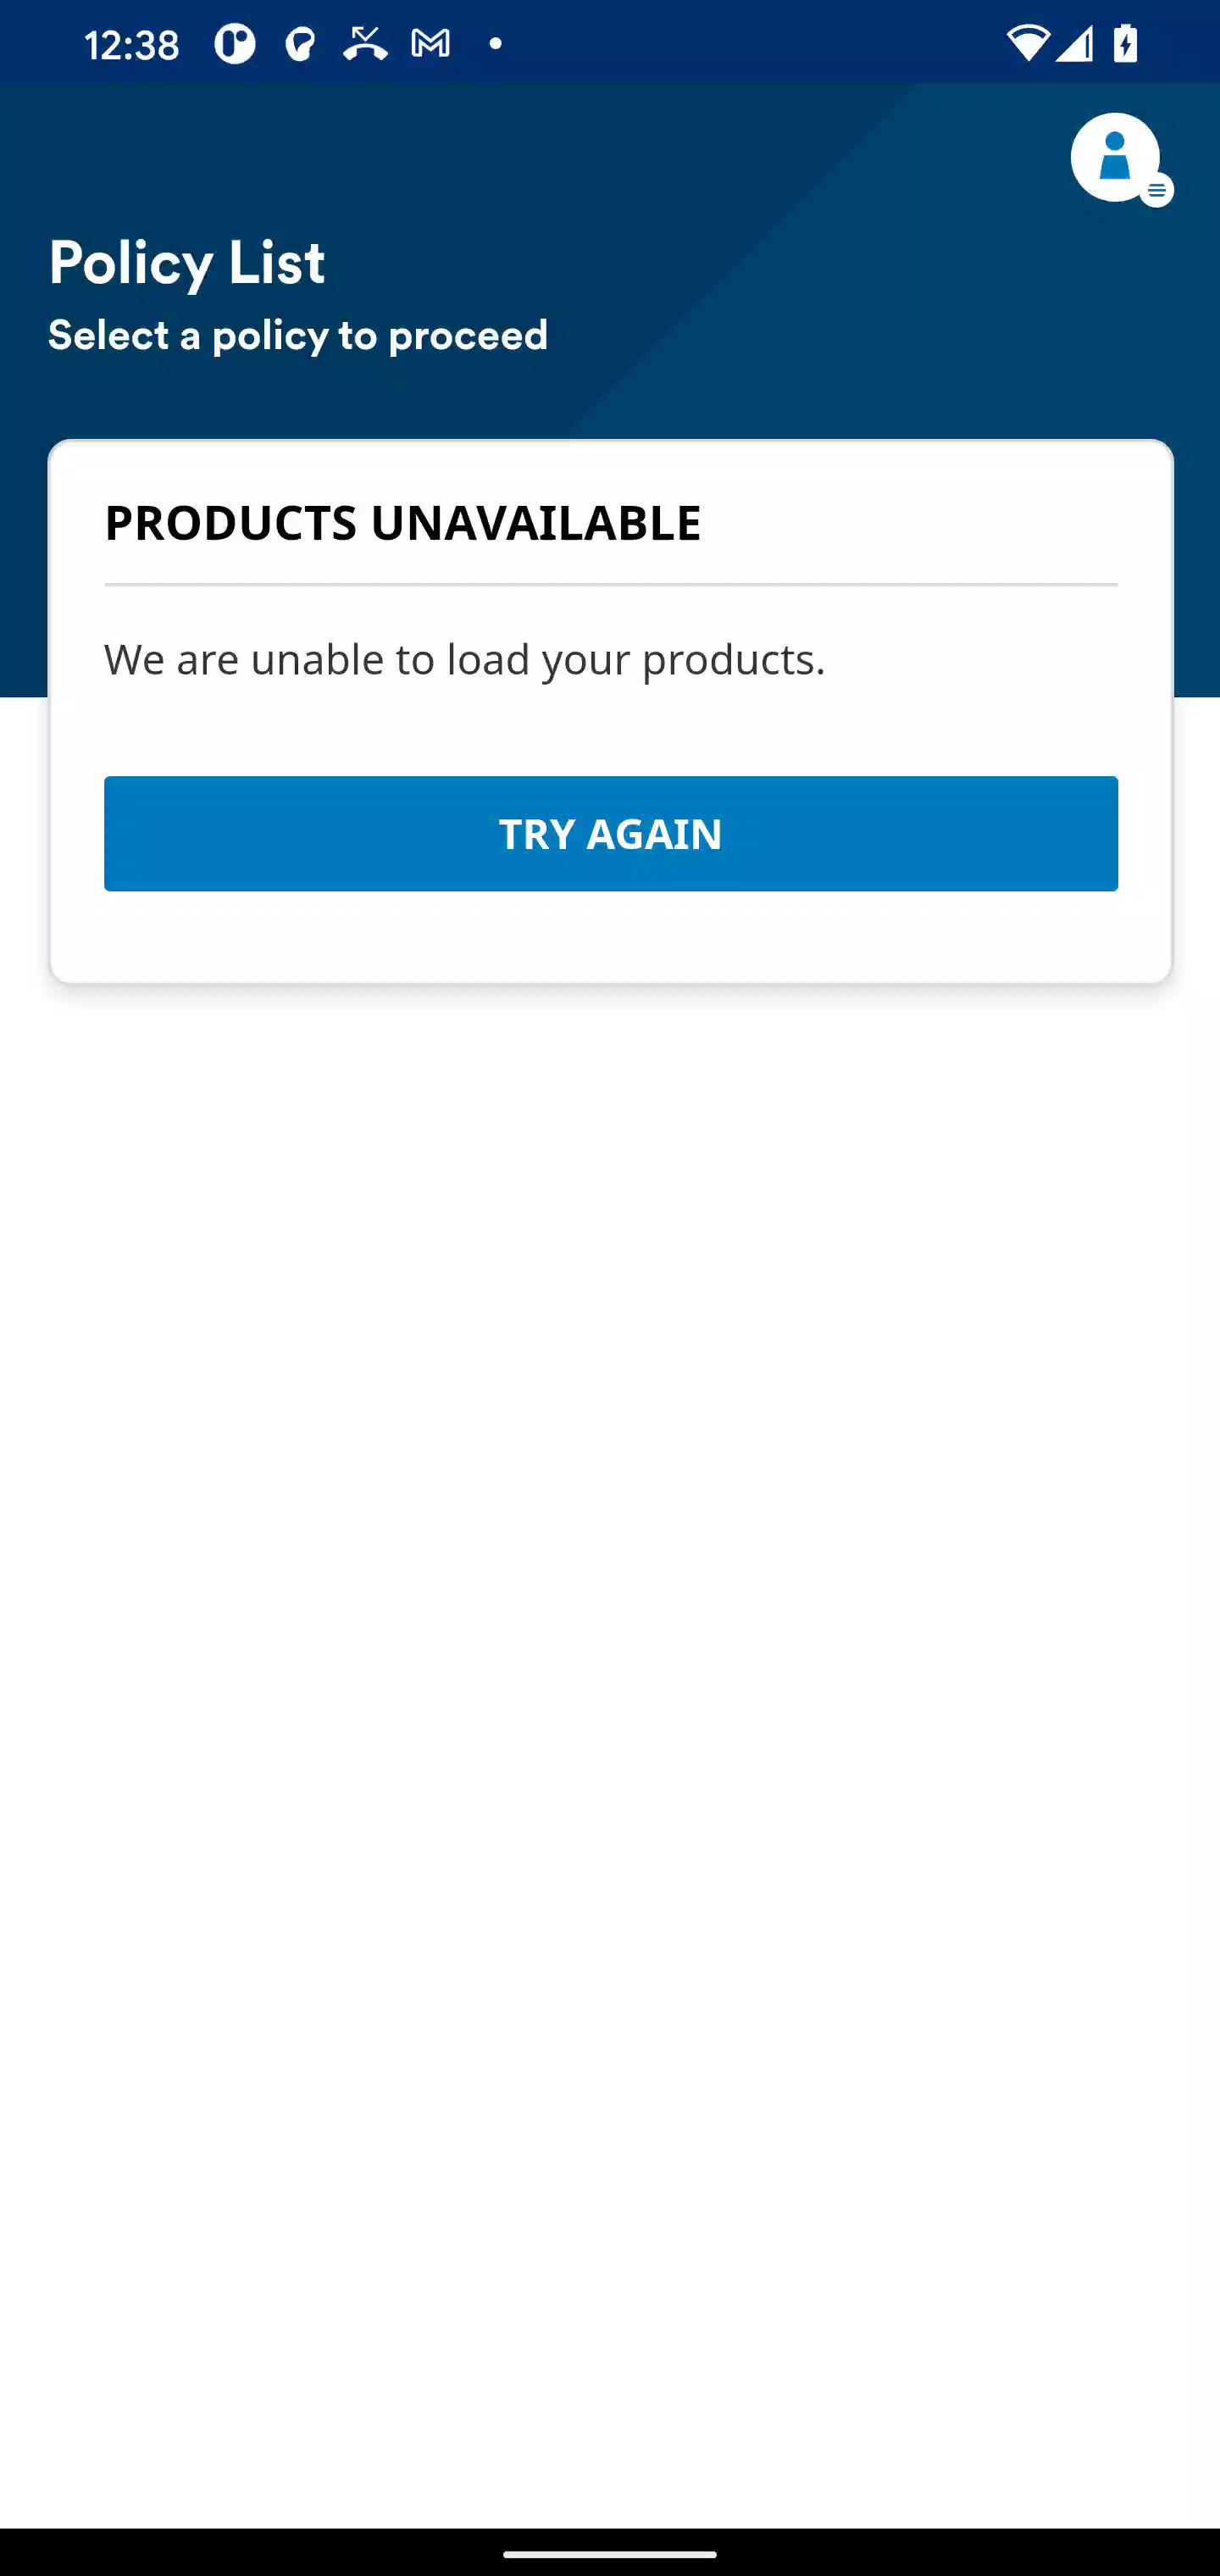 12:38
Policy List
Select a policy to proceed
PRODUCTS UNAVAILABLE
We are unable to load your products.
TRY AGAIN